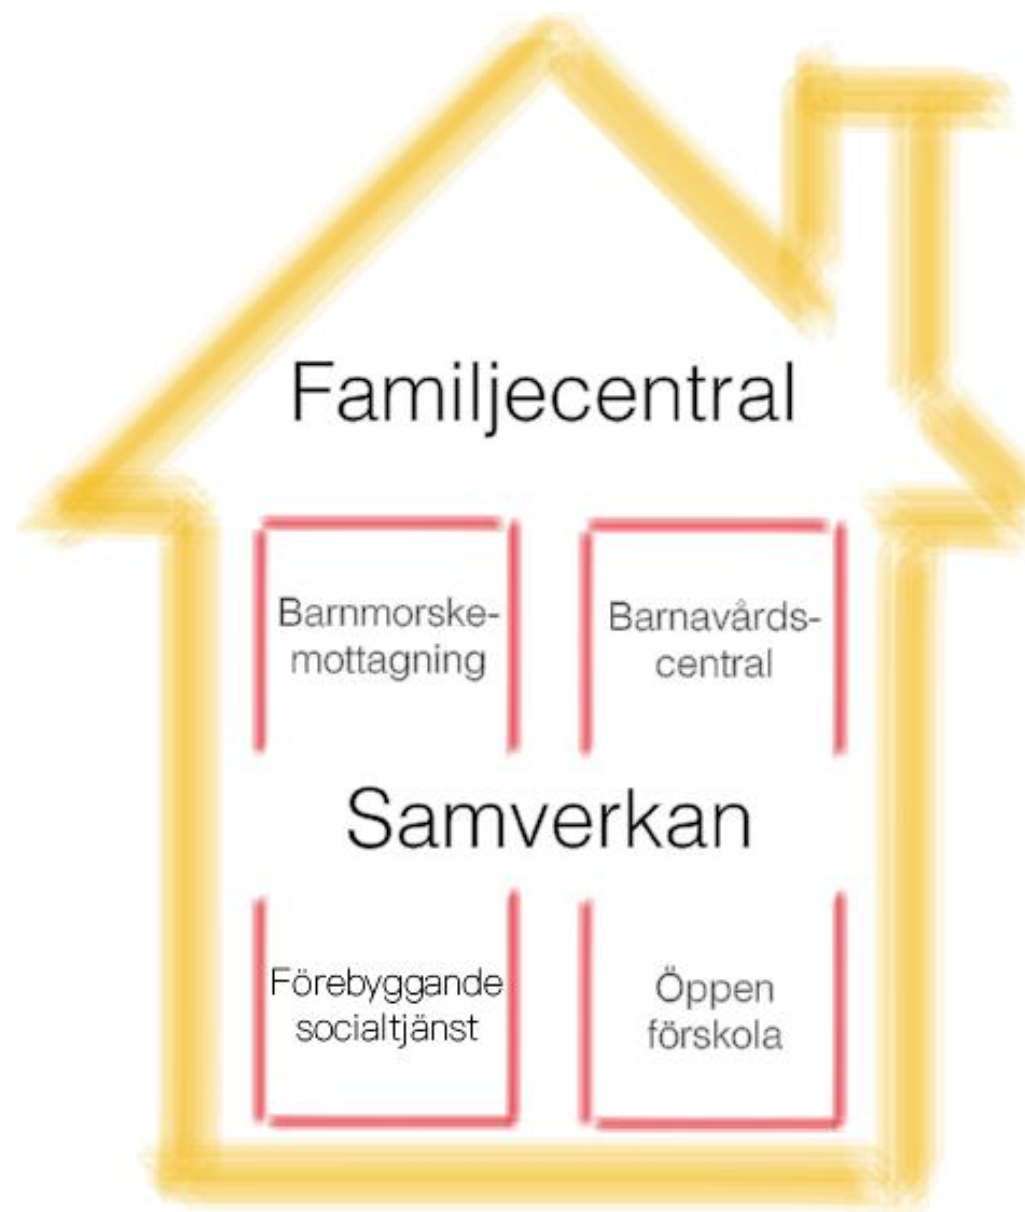 Familjecentral
Barnmorske-
mottagning
Barnavårds-
central
Samverkan
Förebyggande
socialtjänst
Öppen
förskola